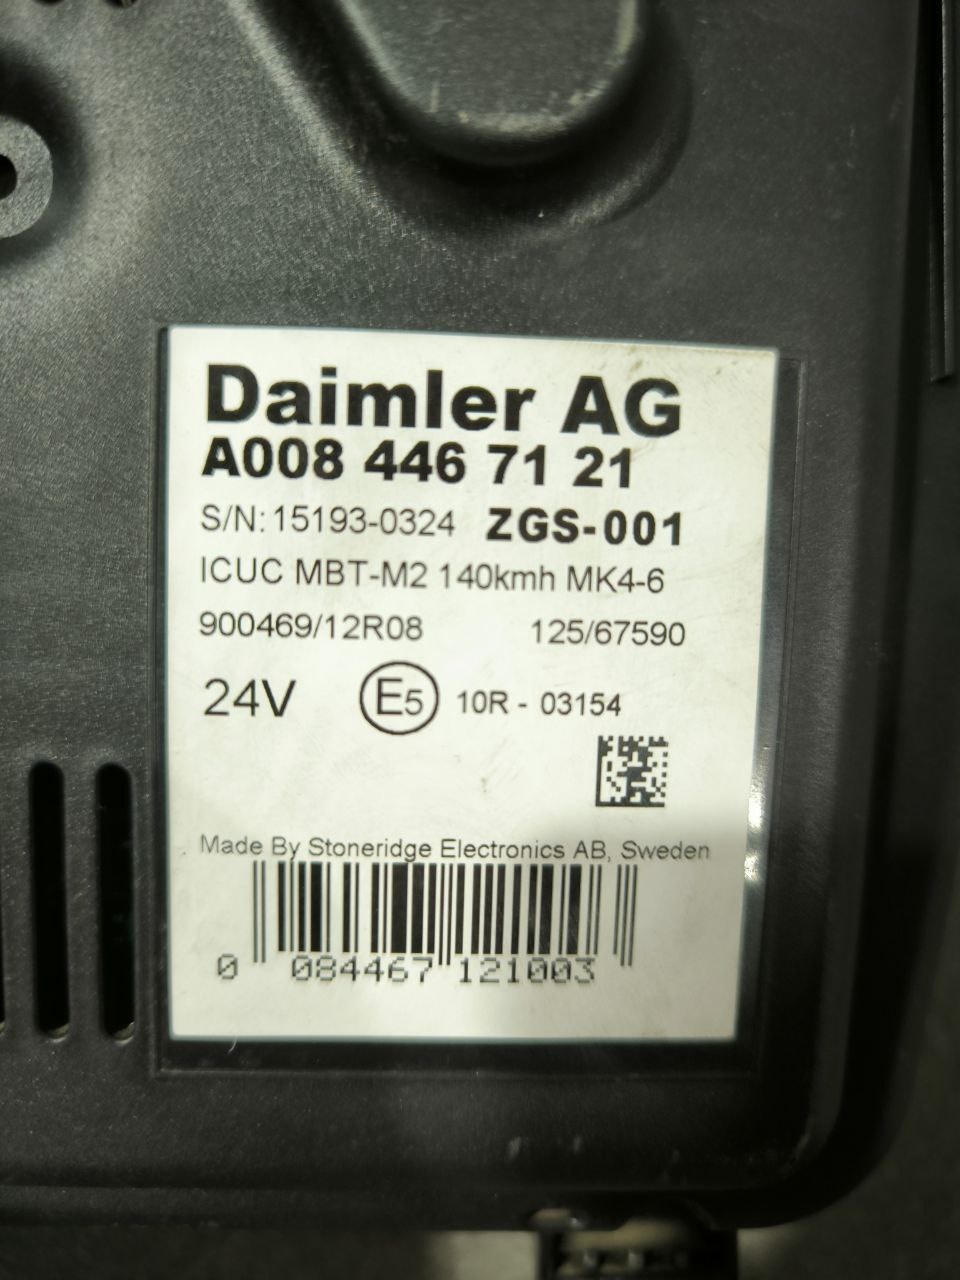 Daimler AG
A008 446 71 21
S/N: 15193-0324 ZGS-001
ICUC MBT-M2 140kmh MK4-6
900469/12R08 125/67590
24V E5 10R - 03154
Made By Stoneridge Electronics AB, Sweden
0 084467 121003